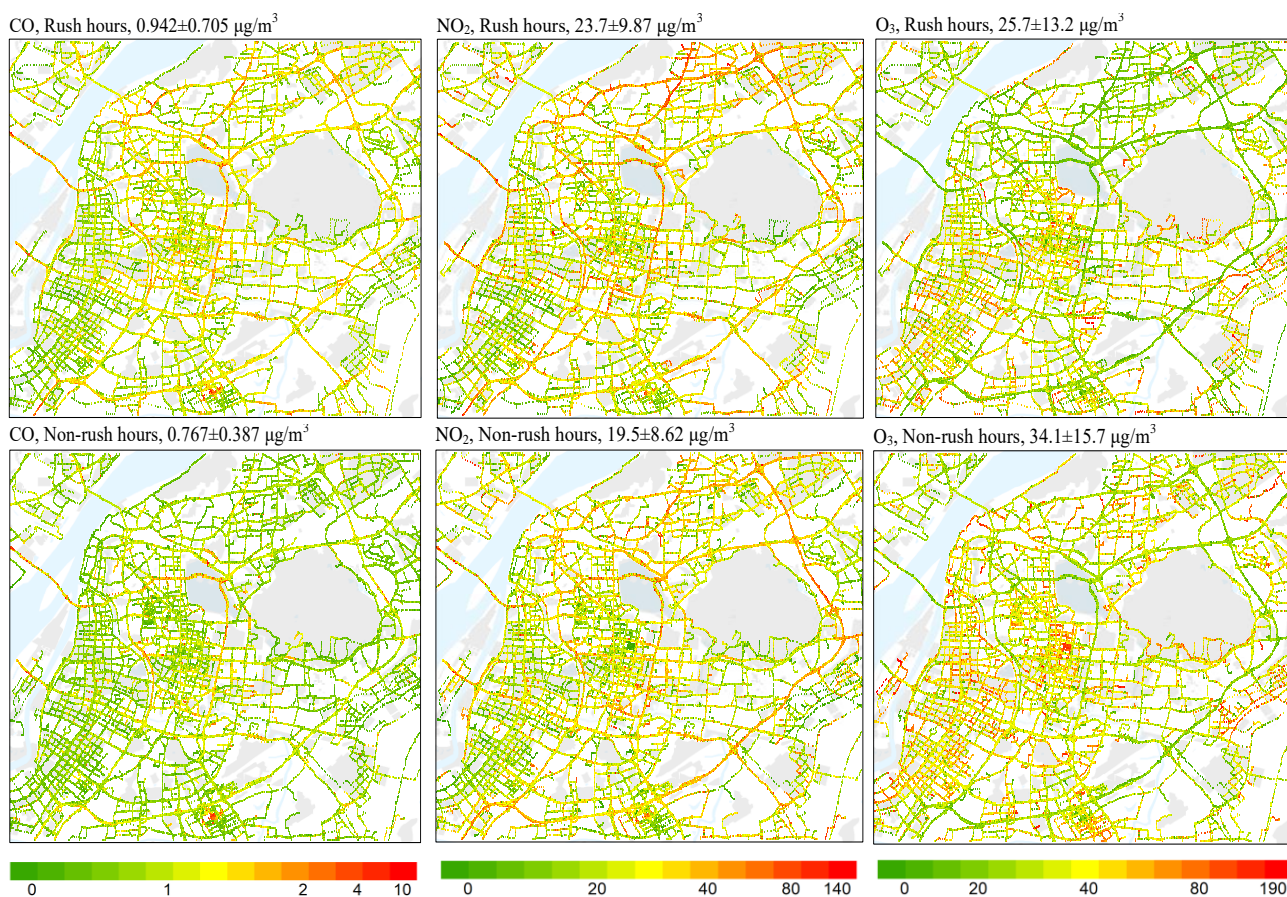 CO, Rush hours, 0.942±0.705 μg/m³
NO₂, Rush hours, 23.7±9.87 μg/m³
O₃, Rush hours, 25.7±13.2 μg/m³
CO, Non-rush hours, 0.767±0.387 μg/m³
NO₂, Non-rush hours, 19.5±8.62 μg/m³
O₃, Non-rush hours, 34.1±15.7 μg/m³
0 1 2 4 10
0 20 40 80 140
0 20 40 80 190